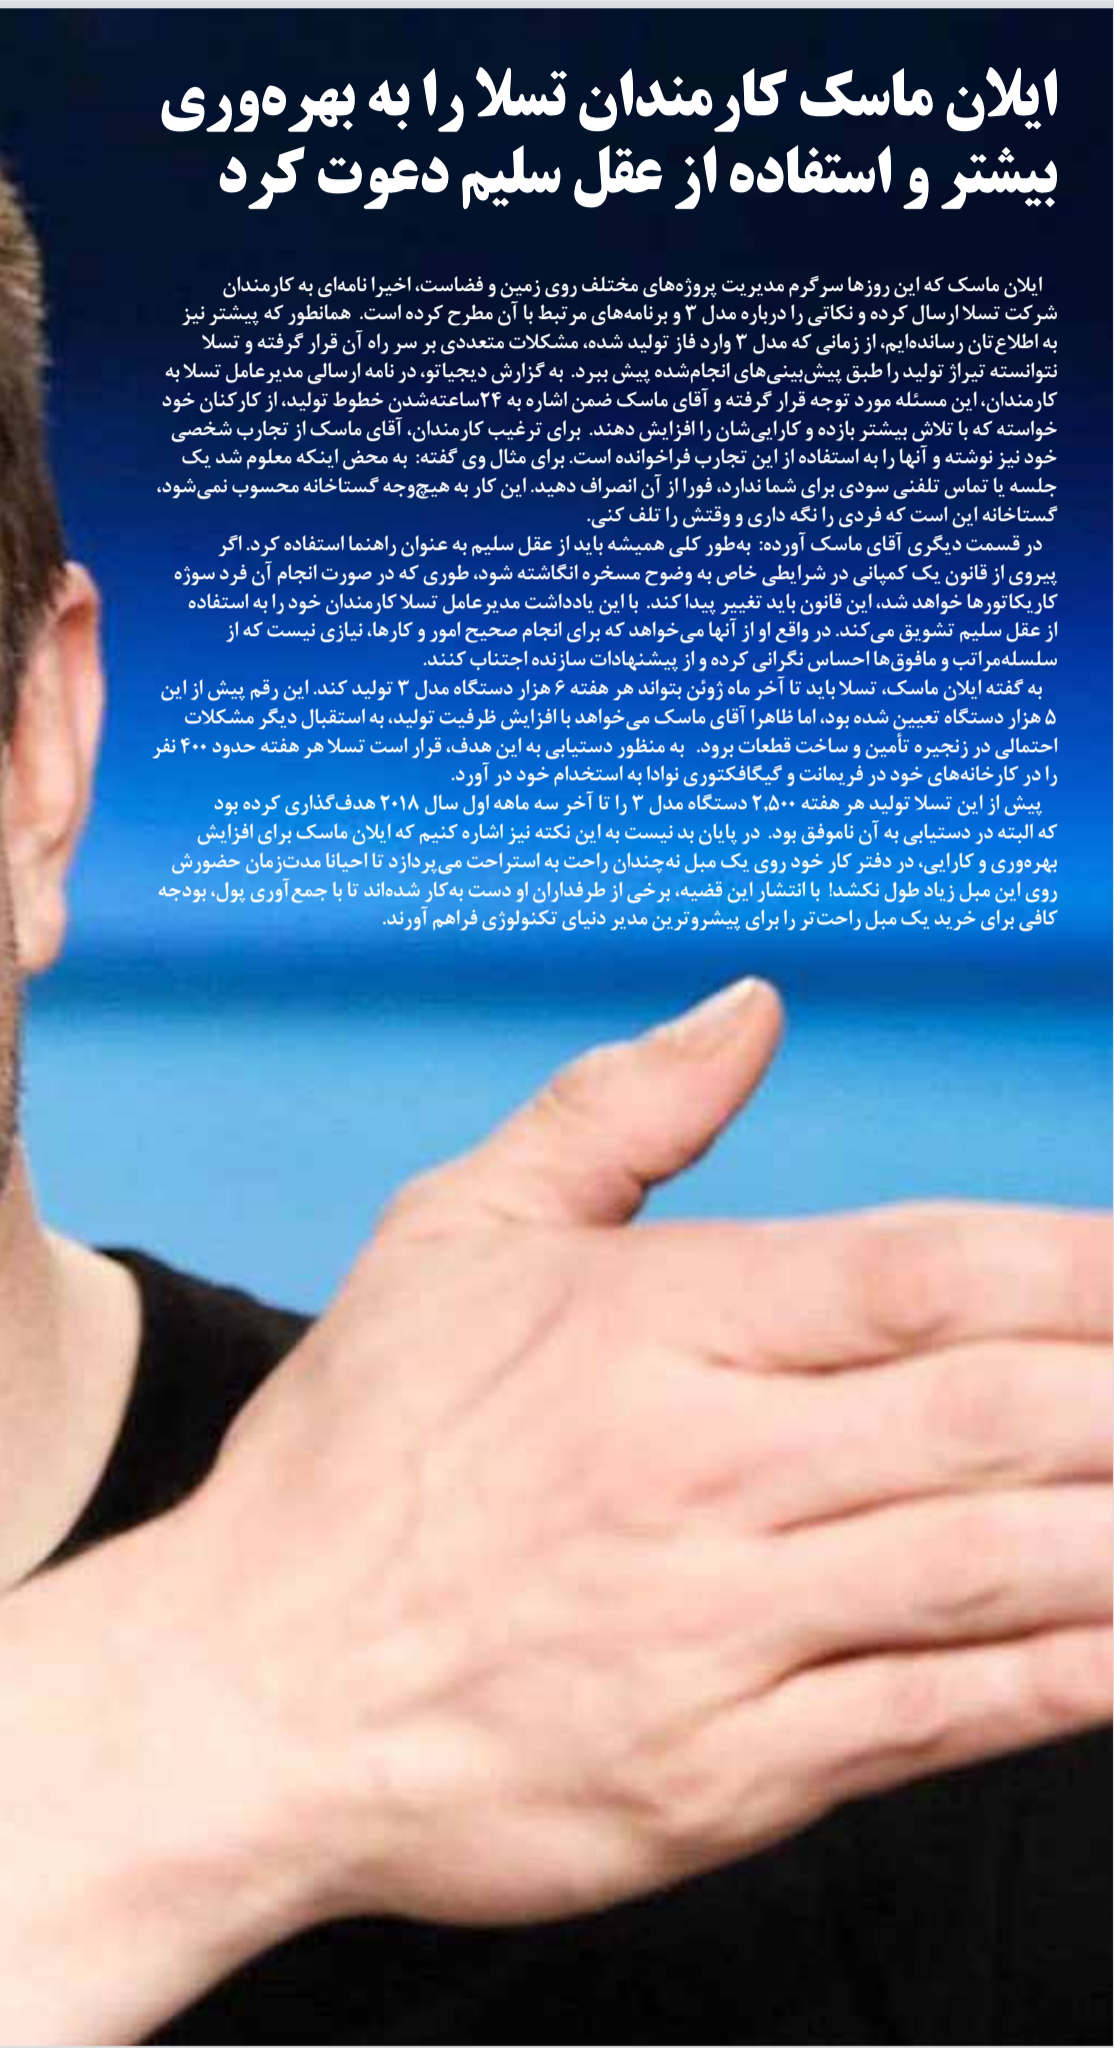 ایلان ماسک کارمندان تسلا را به بهره‌وری
بیشتر و استفاده از عقل سلیم دعوت کرد
ایلان ماسک که این روزها سرگرم مدیریت پروژه‌های مختلف روی زمین و فضاست، اخیرا نامه‌ای به کارمندان
شرکت تسلا ارسال کرده و نکاتی را درباره مدل ۳ و برنامه‌های مرتبط با آن مطرح کرده است. همانطور که پیشتر نیز
به اطلاع‌تان رسانده‌ایم، از زمانی که مدل ۳ وارد فاز تولید شده، مشکلات متعددی بر سر راه آن قرار گرفته و تسلا
نتوانسته تیراژ تولید را طبق پیش‌بینی‌های انجام‌شده پیش ببرد. به گزارش دیجیاتو، در نامه ارسالی مدیرعامل تسلا به
کارمندان، این مسئله مورد توجه قرار گرفته و آقای ماسک ضمن اشاره به ۲۴ساعته‌شدن خطوط تولید، از کارکنان خود
خواسته که با تلاش بیشتر بازده و کارایی‌شان را افزایش دهند. برای ترغیب کارمندان، آقای ماسک از تجارب شخصی
خود نیز نوشته و آنها را به استفاده از این تجارب فراخوانده است. برای مثال وی گفته: به محض اینکه معلوم شد یک
جلسه یا تماس تلفنی سودی برای شما ندارد، فورا از آن انصراف دهید. این کار به هیچ‌وجه گستاخانه محسوب نمی‌شود،
گستاخانه این است که فردی را نگه داری و وقتش را تلف کنی.
در قسمت دیگری آقای ماسک آورده: به‌طور کلی همیشه باید از عقل سلیم به عنوان راهنما استفاده کرد. اگر
پیروی از قانون یک کمپانی در شرایطی خاص به وضوح مسخره انگاشته شود، طوری که در صورت انجام آن فرد سوژه
کاریکاتورها خواهد شد، این قانون باید تغییر پیدا کند. با این یادداشت مدیرعامل تسلا کارمندان خود را به استفاده
از عقل سلیم تشویق می‌کند. در واقع او از آنها می‌خواهد که برای انجام صحیح امور و کارها، نیازی نیست که از
سلسله‌مراتب و مافوق‌ها احساس نگرانی کرده و از پیشنهادات سازنده اجتناب کنند.
به گفته ایلان ماسک، تسلا باید تا آخر ماه ژوئن بتواند هر هفته ۶ هزار دستگاه مدل ۳ تولید کند. این رقم پیش از این
۵ هزار دستگاه تعیین شده بود، اما ظاهرا آقای ماسک می‌خواهد با افزایش ظرفیت تولید، به استقبال دیگر مشکلات
احتمالی در زنجیره تأمین و ساخت قطعات برود. به منظور دستیابی به این هدف، قرار است تسلا هر هفته حدود ۴۰۰ نفر
را در کارخانه‌های خود در فریمانت و گیگافکتوری نوادا به استخدام خود در آورد.
پیش از این تسلا تولید هر هفته ۲,۵۰۰ دستگاه مدل ۳ را تا آخر سه ماهه اول سال ۲۰۱۸ هدف‌گذاری کرده بود
که البته در دستیابی به آن ناموفق بود. در پایان بد نیست به این نکته نیز اشاره کنیم که ایلان ماسک برای افزایش
بهره‌وری و کارایی، در دفتر کار خود روی یک مبل نه‌چندان راحت به استراحت می‌پردازد تا احیانا مدت‌زمان حضورش
روی این مبل زیاد طول نکشد! با انتشار این قضیه، برخی از طرفداران او دست به‌کار شده‌اند تا با جمع‌آوری پول، بودجه
کافی برای خرید یک مبل راحت‌تر را برای پیشروترین مدیر دنیای تکنولوژی فراهم آورند.